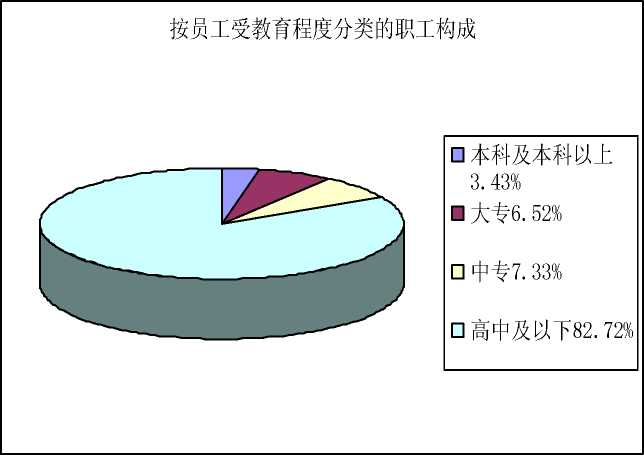 按员工受教育程度分类的职工构成
本科及本科以上
3.43%
大专6.52%
中专7.33%
高中及以下82.72%